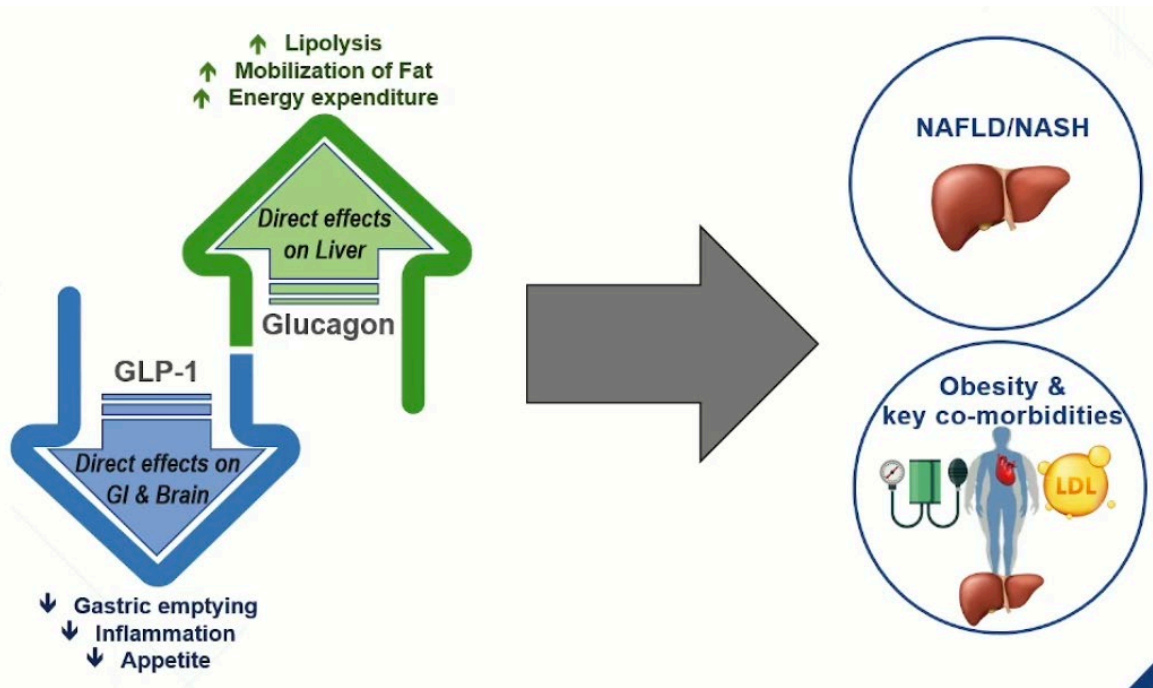 ↑ Lipolysis
↑ Mobilization of Fat
↑ Energy expenditure
Direct effects
on Liver
Glucagon
GLP-1
Direct effects on
GI & Brain
↓ Gastric emptying
↓ Inflammation
↓ Appetite
NAFLD/NASH
Obesity &
key co-morbidities
LDL